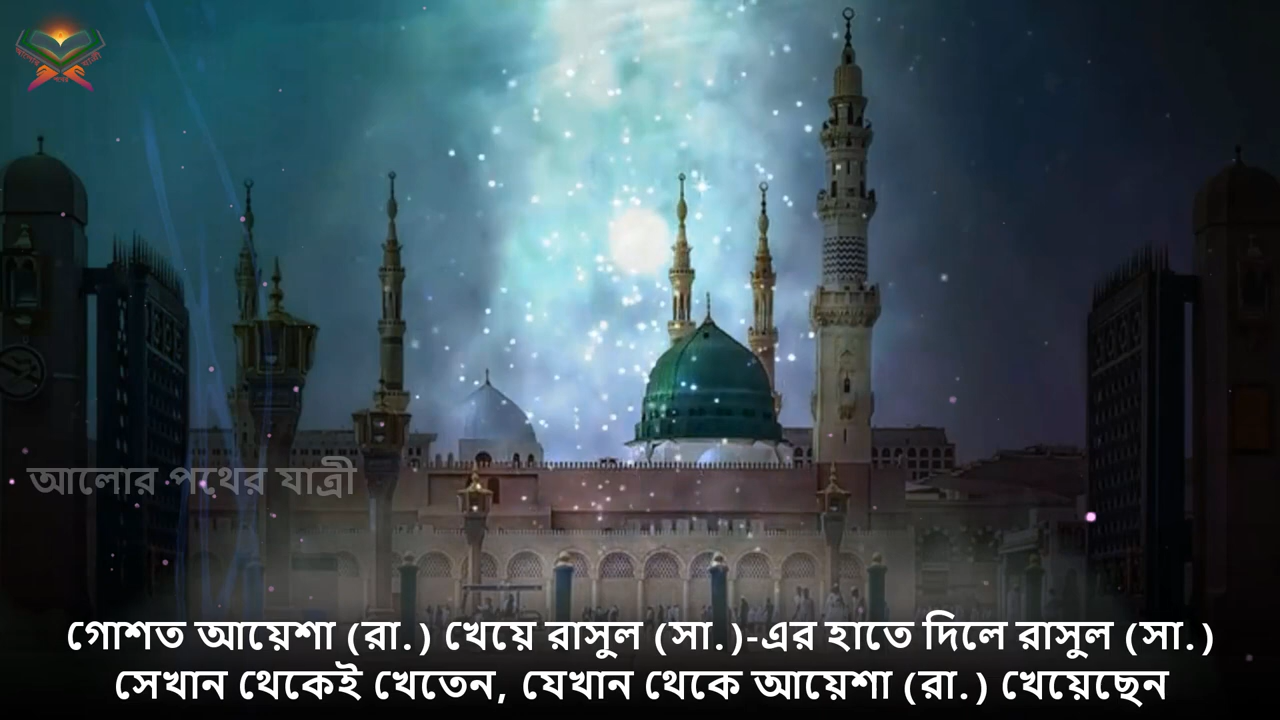 আলোর পথের যাত্রী
গোশত আয়েশা (রা.) খেয়ে রাসুল (সা.)-এর হাতে দিলে রাসুল (সা.)
সেখান থেকেই খেতেন, যেখান থেকে আয়েশা (রা.) খেয়েছেন